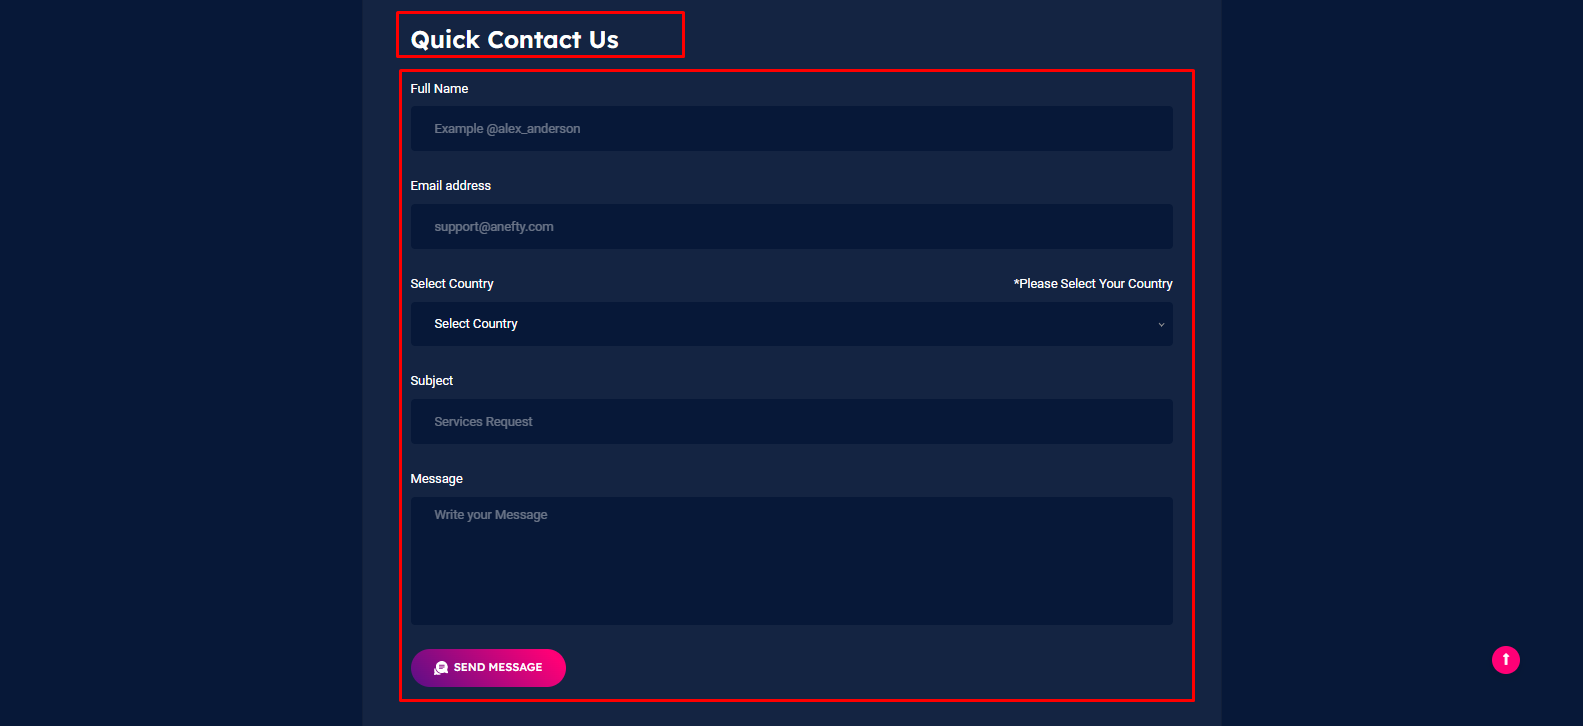 Quick Contact Us
Full Name
Example @alex_anderson
Email address
support@anefty.com
Select Country *Please Select Your Country
Select Country
Subject
Services Request
Message
Write your Message
SEND MESSAGE